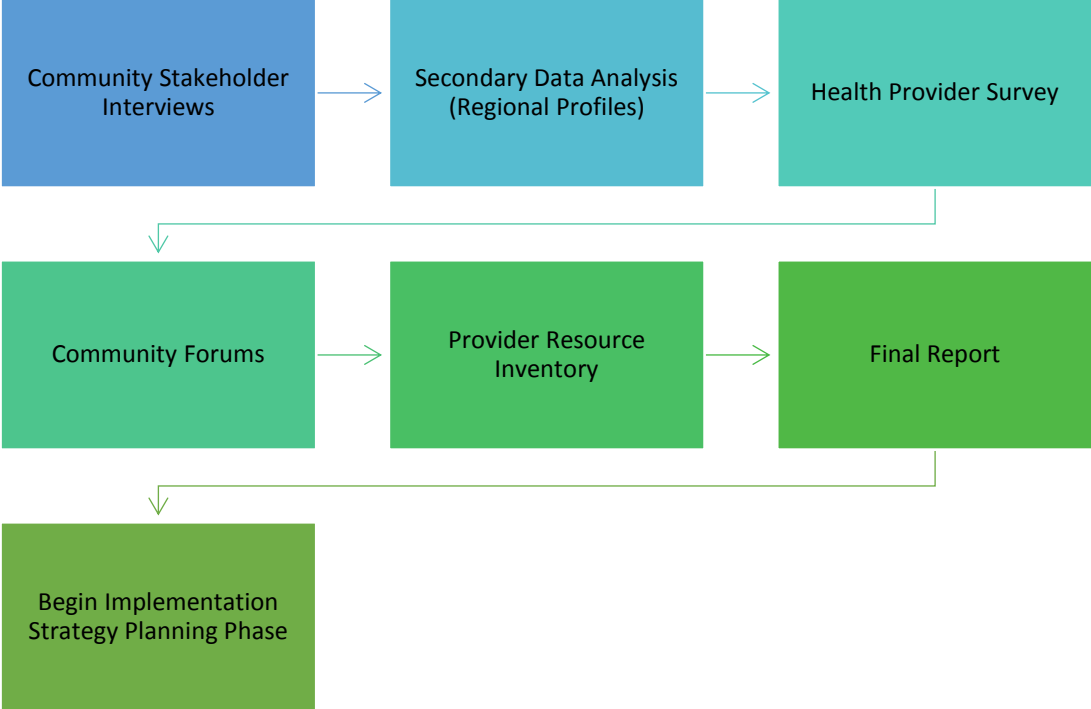 Community Stakeholder
Interviews
Secondary Data Analysis
(Regional Profiles)
Health Provider Survey
Community Forums
Provider Resource
Inventory
Final Report
Begin Implementation
Strategy Planning Phase